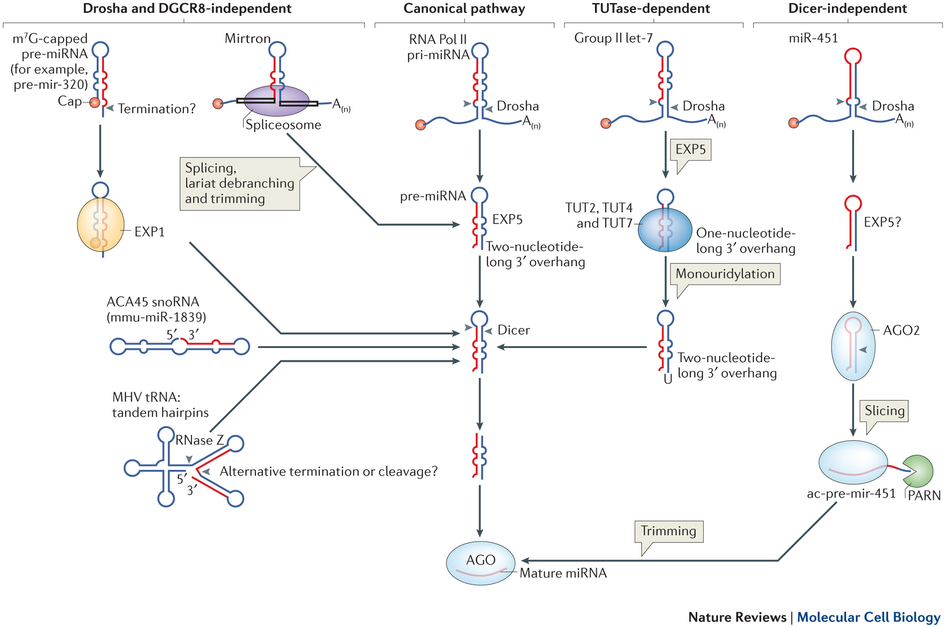 Drosha and DGCR8-independent
Canonical pathway
TUTase-dependent
Dicer-independent
m⁷G-capped
pre-miRNA
(for example,
pre-mir-320)
Cap
Termination?
Mirtron
A(n)
Spliceosome
RNA Pol II
pri-miRNA
Drosha
A(n)
Group II let-7
Drosha
A(n)
miR-451
Drosha
A(n)
Splicing,
lariat debranching
and trimming
EXP5
EXP1
pre-miRNA
EXP5
Two-nucleotide-
long 3′ overhang
TUT2, TUT4
and TUT7
One-nucleotide-
long 3′ overhang
EXP5?
Monouridylation
ACA45 snoRNA
(mmu-miR-1839)
5′ 3′
Dicer
Two-nucleotide-
long 3′ overhang
U
AGO2
MHV tRNA:
tandem hairpins
RNase Z
5′
3′
Alternative termination or cleavage?
Slicing
ac-pre-mir-451
PARN
Trimming
AGO
Mature miRNA
Nature Reviews | Molecular Cell Biology